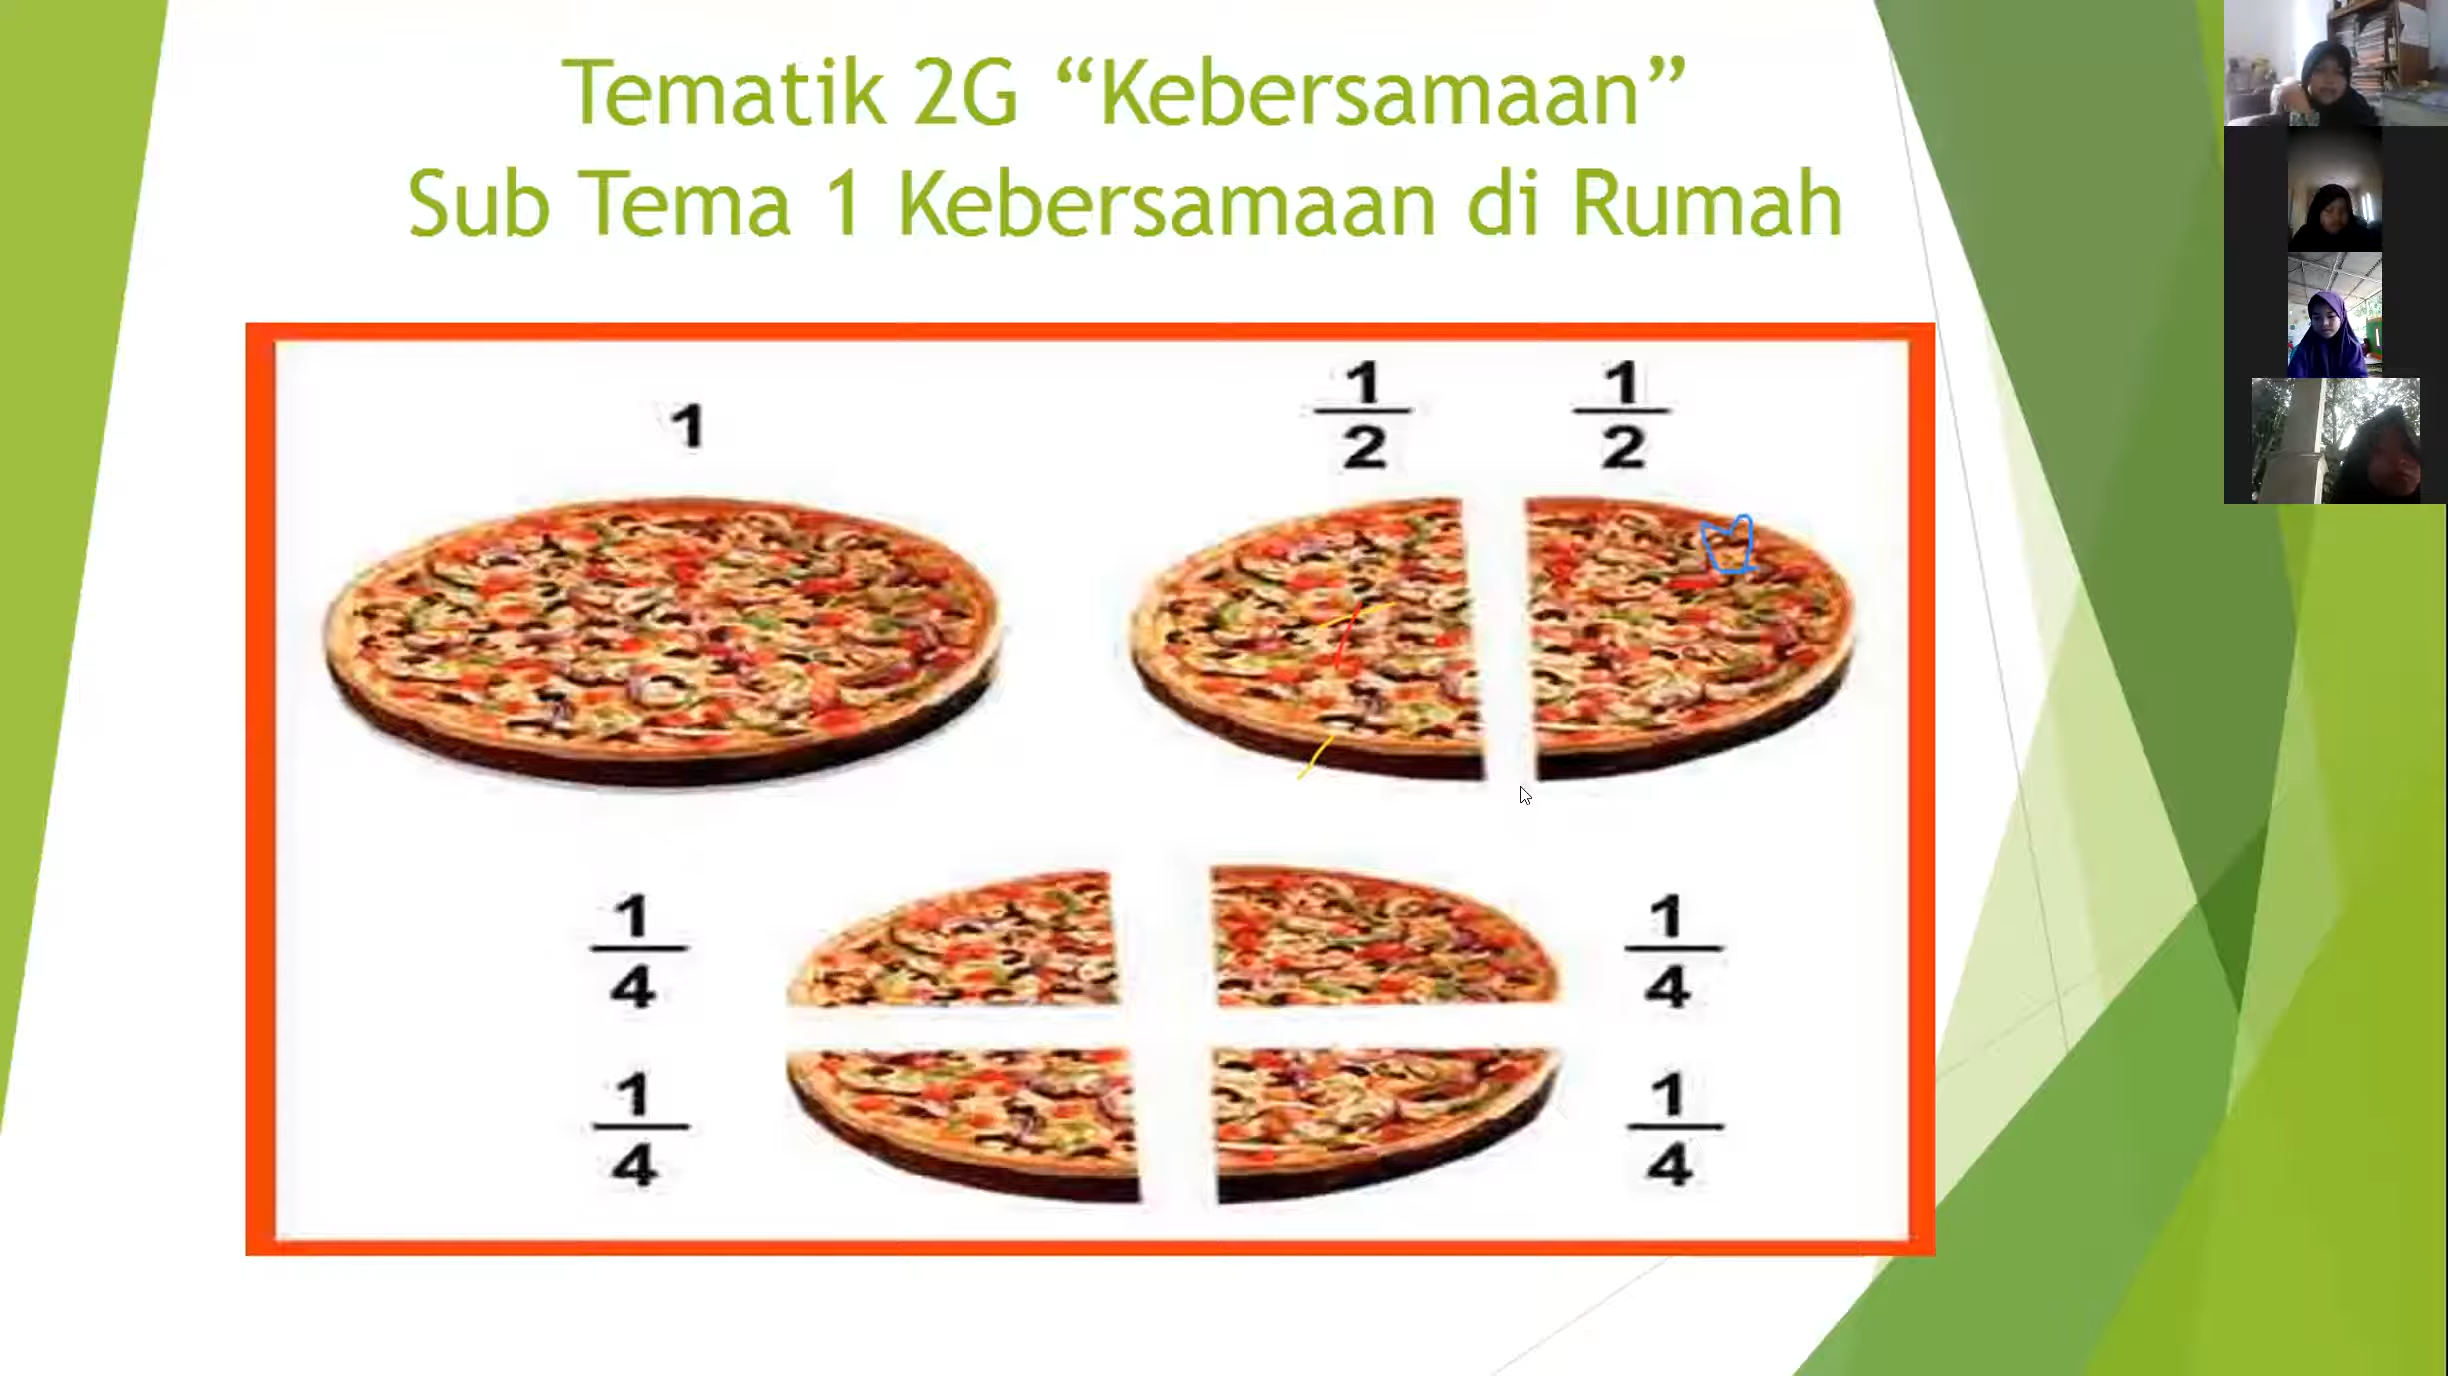 Tematik 2G “Kebersamaan”
Sub Tema 1 Kebersamaan di Rumah
1
1/2 1/2
1/4 1/4
1/4 1/4